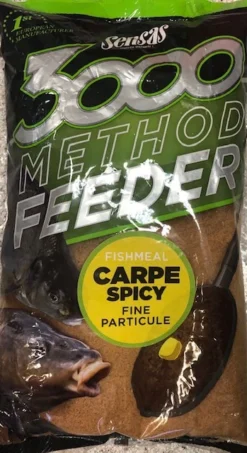 1st
EUROPEAN
MANUFACTURER
SenSaS
3000
METHOD
FEEDER
FISHMEAL
CARPE
SPICY
FINE
PARTICULE